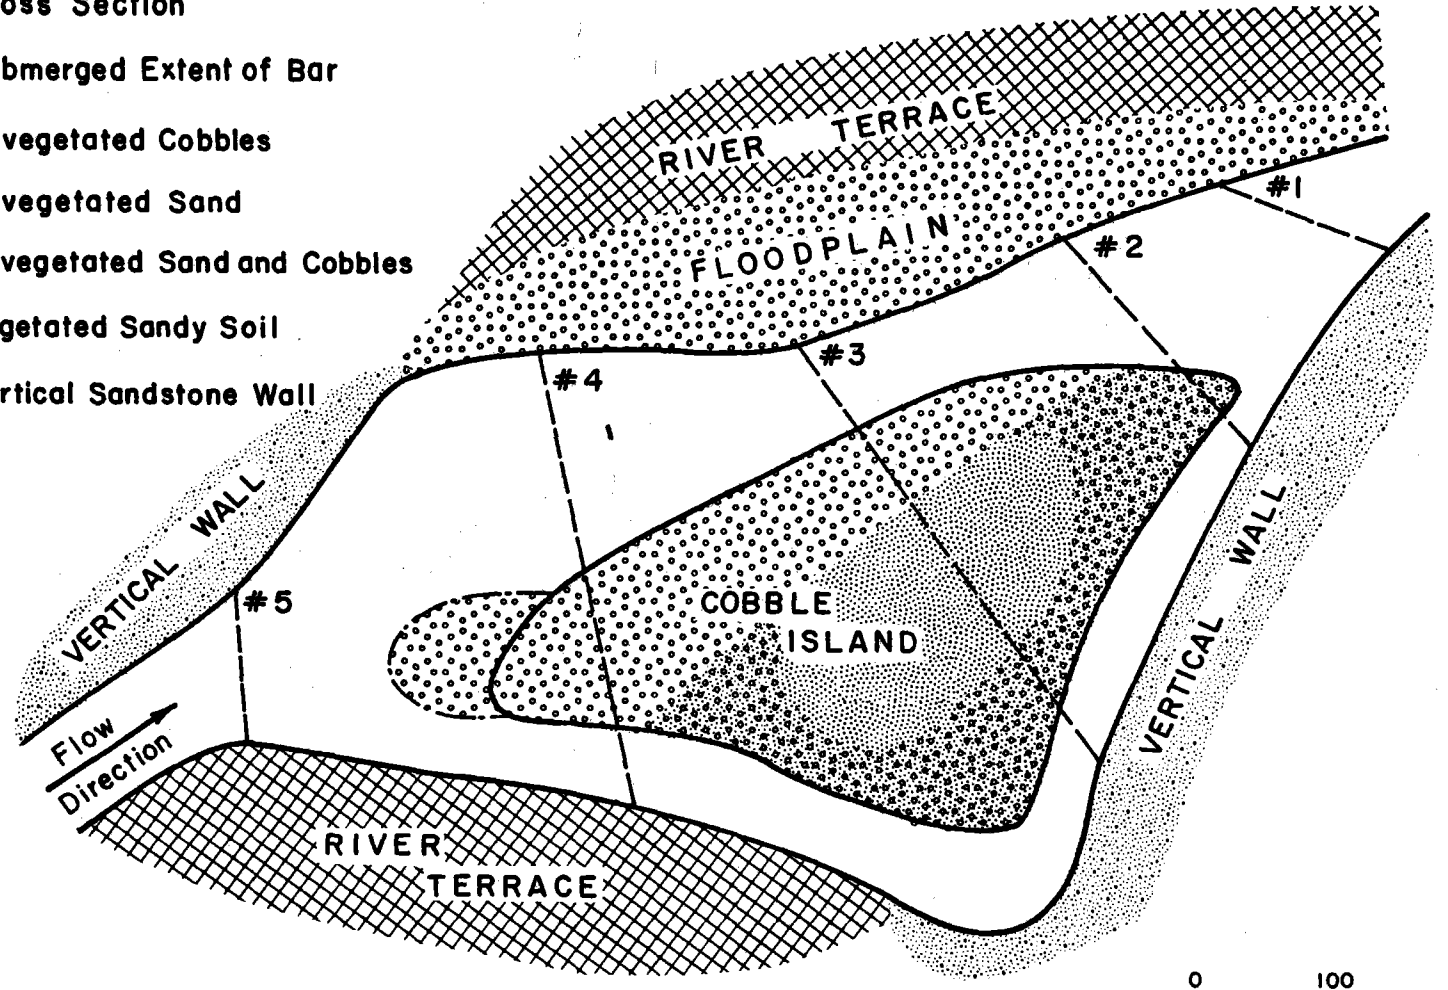 oss Section
bmerged Extent of Bar
vegetated Cobbles
vegetated Sand
vegetated Sand and Cobbles
getated Sandy Soil
rtical Sandstone Wall
RIVER TERRACE
FLOODPLAIN
#1
#2
#3
#4
#5
VERTICAL WALL
COBBLE
ISLAND
VERTICAL WALL
Flow
Direction
RIVER
TERRACE
0 100